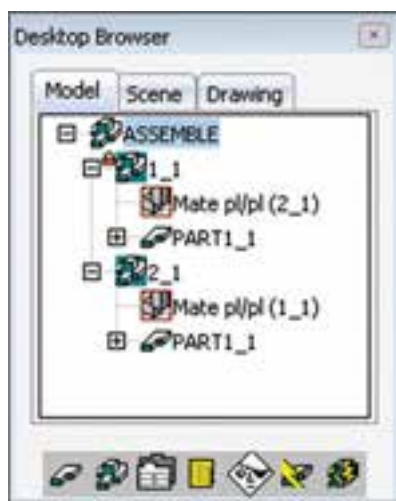 Desktop Browser
Model Scene Drawing
ASSEMBLE
1_1
Mate pl/pl (2_1)
PART1_1
2_1
Mate pl/pl (1_1)
PART1_1